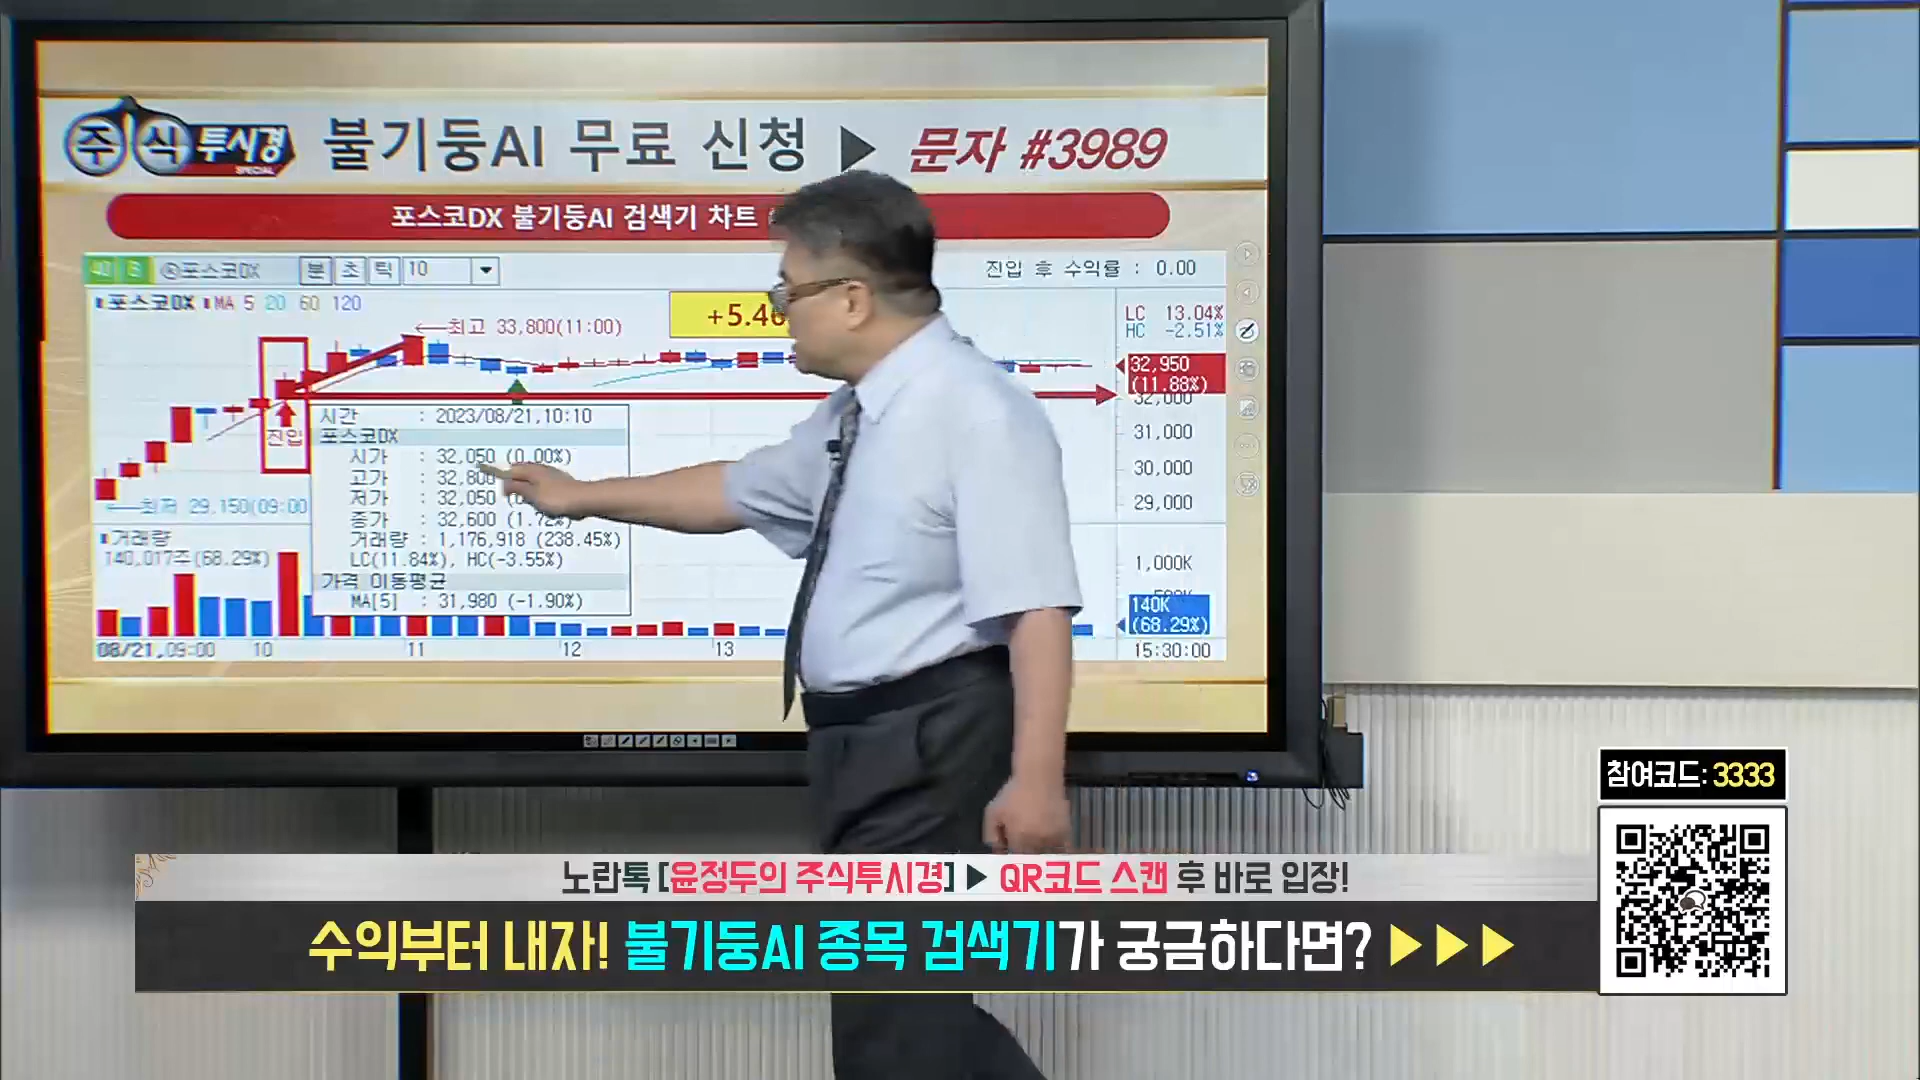 주식투시경
SPECIAL
불기둥AI 무료 신청 ▶ 문자 #3989
포스코DX 불기둥AI 검색기 차트
포스코DX 분 초 틱 10
진입 후 수익률 : 0.00
포스코DX MA 5 20 60 120
LC 13.04%
HC -2.51%
최고 33,800(11:00)
+5.46
32,950
(11.88%)
32,000
31,000
30,000
29,000
진입
최저 29,150(09:00
시간 : 2023/08/21,10:10
포스코DX
시가 : 32,050 (0.00%)
고가 : 32,800
저가 : 32,050
종가 : 32,600 (1.72%)
거래량 : 1,176,918 (238.45%)
LC(11.84%), HC(-3.55%)
가격 이동평균
MA[5] : 31,980 (-1.90%)
거래량
140,017주(68.29%)
1,000K
140K
(68.29%)
08/21,09:00 10 11 12 13 15:30:00
참여코드: 3333
노란톡 [윤정두의 주식투시경] ▶ QR코드 스캔 후 바로 입장!
수익부터 내자! 불기둥AI 종목 검색기가 궁금하다면? ▶▶▶